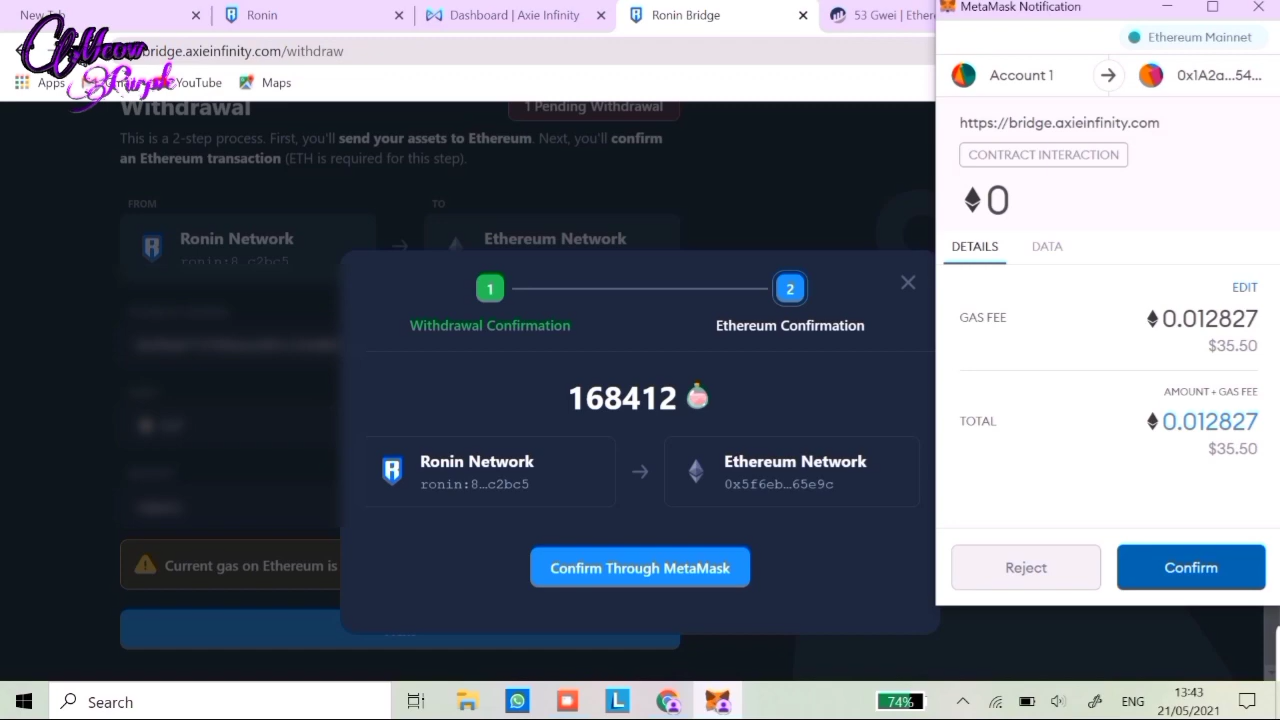 New Tab
Ronin
Dashboard | Axie Infinity
Ronin Bridge
53 Gwei | Ether
bridge.axieinfinity.com/withdraw
Apps
YouTube
Maps
Meow
Withdrawal
1 Pending Withdrawal
This is a 2-step process. First, you'll send your assets to Ethereum. Next, you'll confirm
an Ethereum transaction (ETH is required for this step).
FROM
TO
Ronin Network
Ethereum Network
ronin:8...c2bc5
1
2
Withdrawal Confirmation
Ethereum Confirmation
168412
Ronin Network
ronin:8...c2bc5
Ethereum Network
0x5f6eb...65e9c
Current gas on Ethereum is
Confirm Through MetaMask
MetaMask Notification
Ethereum Mainnet
Account 1
0x1A2a...54...
https://bridge.axieinfinity.com
CONTRACT INTERACTION
0
DETAILS
DATA
EDIT
GAS FEE
0.012827
$35.50
AMOUNT + GAS FEE
TOTAL
0.012827
$35.50
Reject
Confirm
Search
L
74%
ENG
13:43
21/05/2021